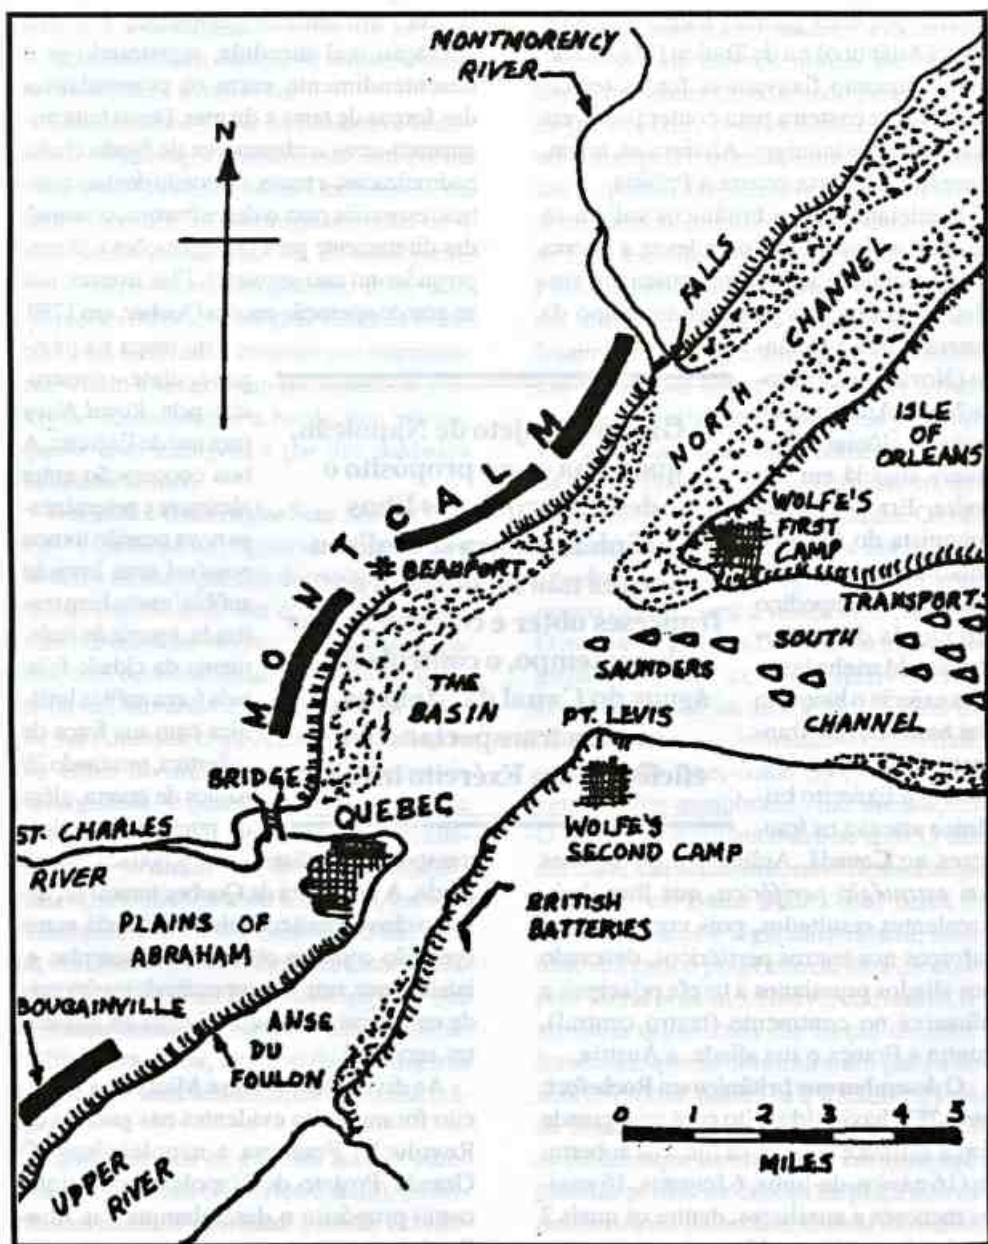 MONTMORENCY
RIVER
N
FALLS
NORTH CHANNEL
ISLE
OF
ORLEANS
WOLFE'S
FIRST
CAMP
MONTCALM
BEAUPORT
TRANSPORTS
SOUTH
SAUNDERS
CHANNEL
THE
BASIN
PT. LEVIS
BRIDGE
QUEBEC
ST. CHARLES
RIVER
WOLFE'S
SECOND CAMP
PLAINS OF
ABRAHAM
BRITISH
BATTERIES
BOUGAINVILLE
ANSE
DU
FOULON
UPPER
RIVER
0 1 2 3 4 5
MILES